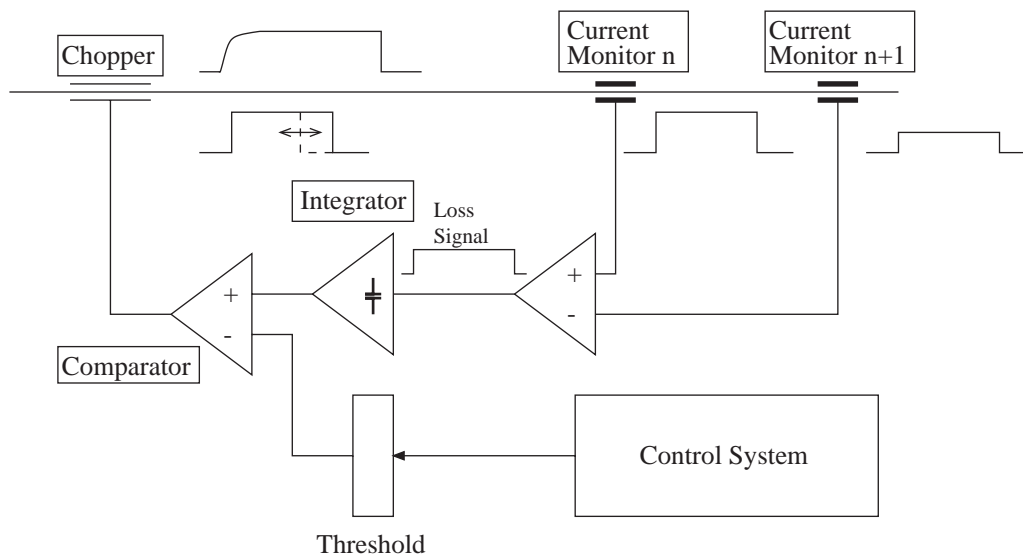 Chopper
Current
Monitor n
Current
Monitor n+1
Integrator
Loss
Signal
+
-
+
-
Comparator
Control System
Threshold